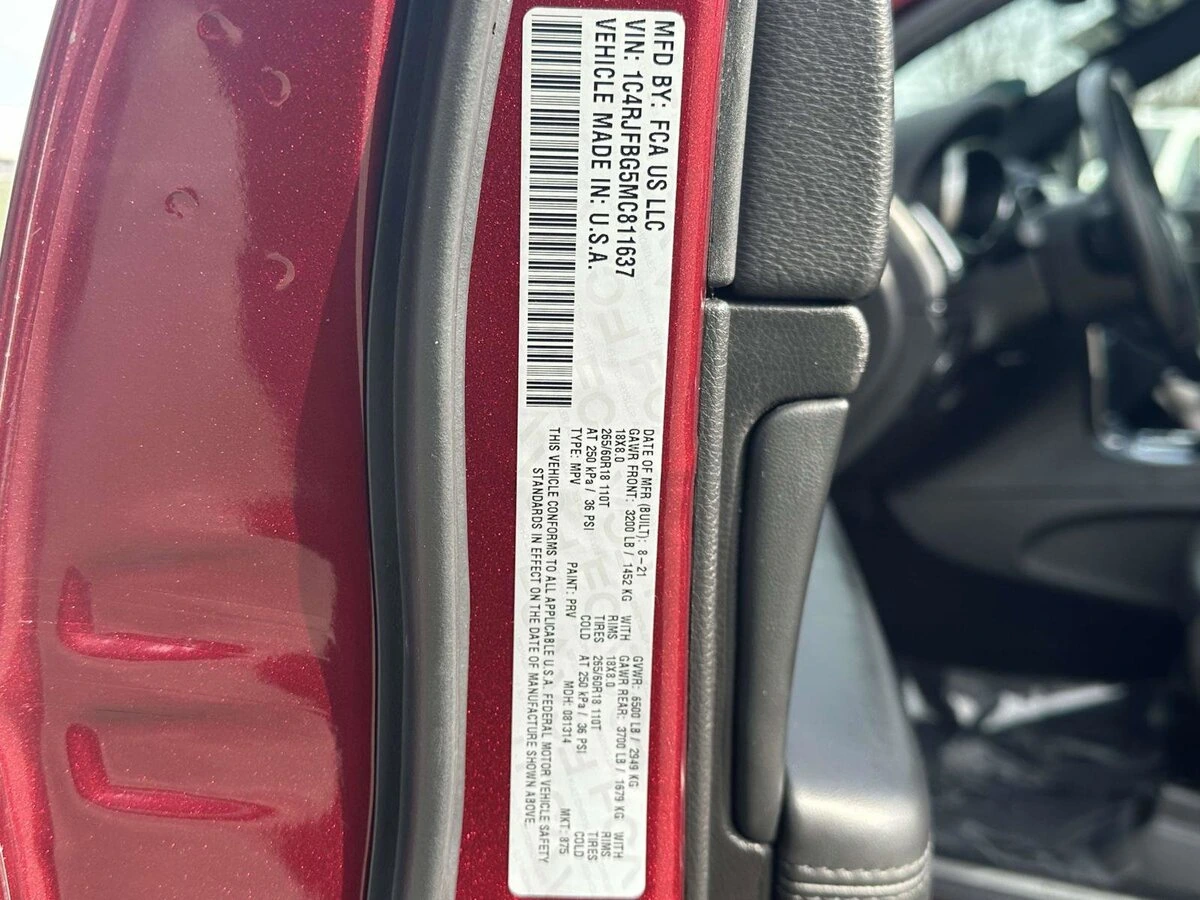 MFD BY: FCA US LLC
VIN: 1C4RJFBG5MC811637
VEHICLE MADE IN: U.S.A.
DATE OF MFR (BUILT): 8-21 GVWR: 6500 LB / 2949 KG
GAWR FRONT: 3200 LB / 1452 KG WITH GAWR REAR: 3700 LB / 1679 KG WITH
18X8.0 RIMS 18X8.0 RIMS
265/60R18 110T TIRES 265/60R18 110T TIRES
AT 250 kPa / 36 PSI COLD AT 250 kPa / 36 PSI COLD
TYPE: MPV PAINT: PRV MDH: 081314 MKT: 875
THIS VEHICLE CONFORMS TO ALL APPLICABLE U.S.A. FEDERAL MOTOR VEHICLE SAFETY
STANDARDS IN EFFECT ON THE DATE OF MANUFACTURE SHOWN ABOVE.